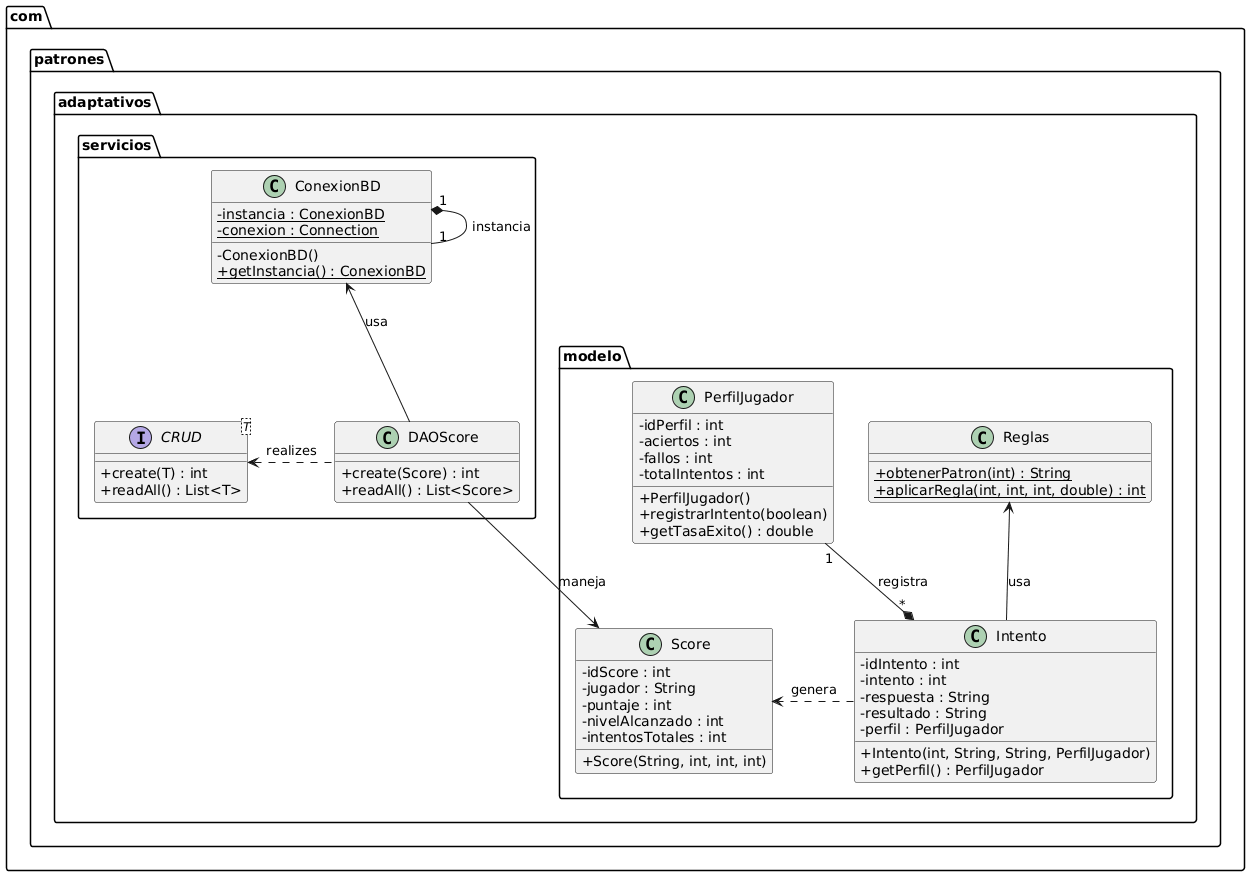 com
patrones
adaptativos
servicios
C ConexionBD
-instancia : ConexionBD
-conexion : Connection
-ConexionBD()
+getInstancia() : ConexionBD
1
1
instancia
usa
I CRUD
T
+create(T) : int
+readAll() : List<T>
realizes
C DAOScore
+create(Score) : int
+readAll() : List<Score>
maneja
modelo
C PerfilJugador
-idPerfil : int
-aciertos : int
-fallos : int
-totalIntentos : int
+PerfilJugador()
+registrarIntento(boolean)
+getTasaExito() : double
C Reglas
+obtenerPatron(int) : String
+aplicarRegla(int, int, int, double) : int
1
registra
*
usa
C Score
-idScore : int
-jugador : String
-puntaje : int
-nivelAlcanzado : int
-intentosTotales : int
+Score(String, int, int, int)
genera
C Intento
-idIntento : int
-intento : int
-respuesta : String
-resultado : String
-perfil : PerfilJugador
+Intento(int, String, String, PerfilJugador)
+getPerfil() : PerfilJugador